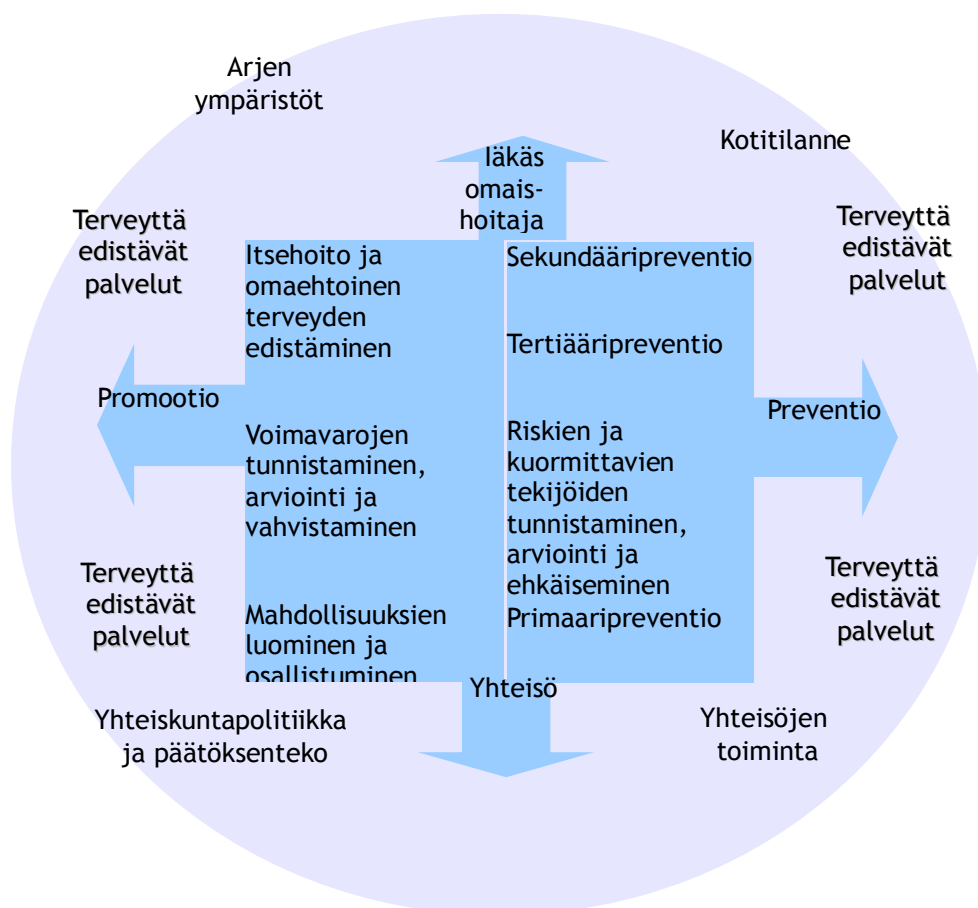 Arjen
ympäristöt
Kotitilanne
Iäkäs
omais-
hoitaja
Terveyttä
edistävät
palvelut
Terveyttä
edistävät
palvelut
Itsehoito ja
omaehtoinen
terveyden
edistäminen
Sekundääripreventio
Tertiääripreventio
Promootio
Preventio
Voimavarojen
tunnistaminen,
arviointi ja
vahvistaminen
Riskien ja
kuormittavien
tekijöiden
tunnistaminen,
arviointi ja
ehkäiseminen
Primaaripreventio
Terveyttä
edistävät
palvelut
Terveyttä
edistävät
palvelut
Mahdollisuuksien
luominen ja
osallistuminen
Yhteisö
Yhteiskuntapolitiikka
ja päätöksenteko
Yhteisöjen
toiminta